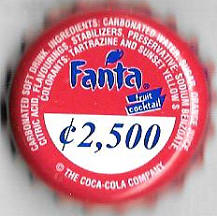 CARBONATED SOFT DRINK. INGREDIENTS: CARBONATED WATER, SUGAR, ORANGE JUICE,
CITRIC ACID, FLAVOURINGS, STABILIZERS, PRESERVATIVE: SODIUM BENZOATE,
COLORANTS: TARTRAZINE AND SUNSET YELLOW S
Fanta
fruit
cocktail
¢2,500
© THE COCA-COLA COMPANY